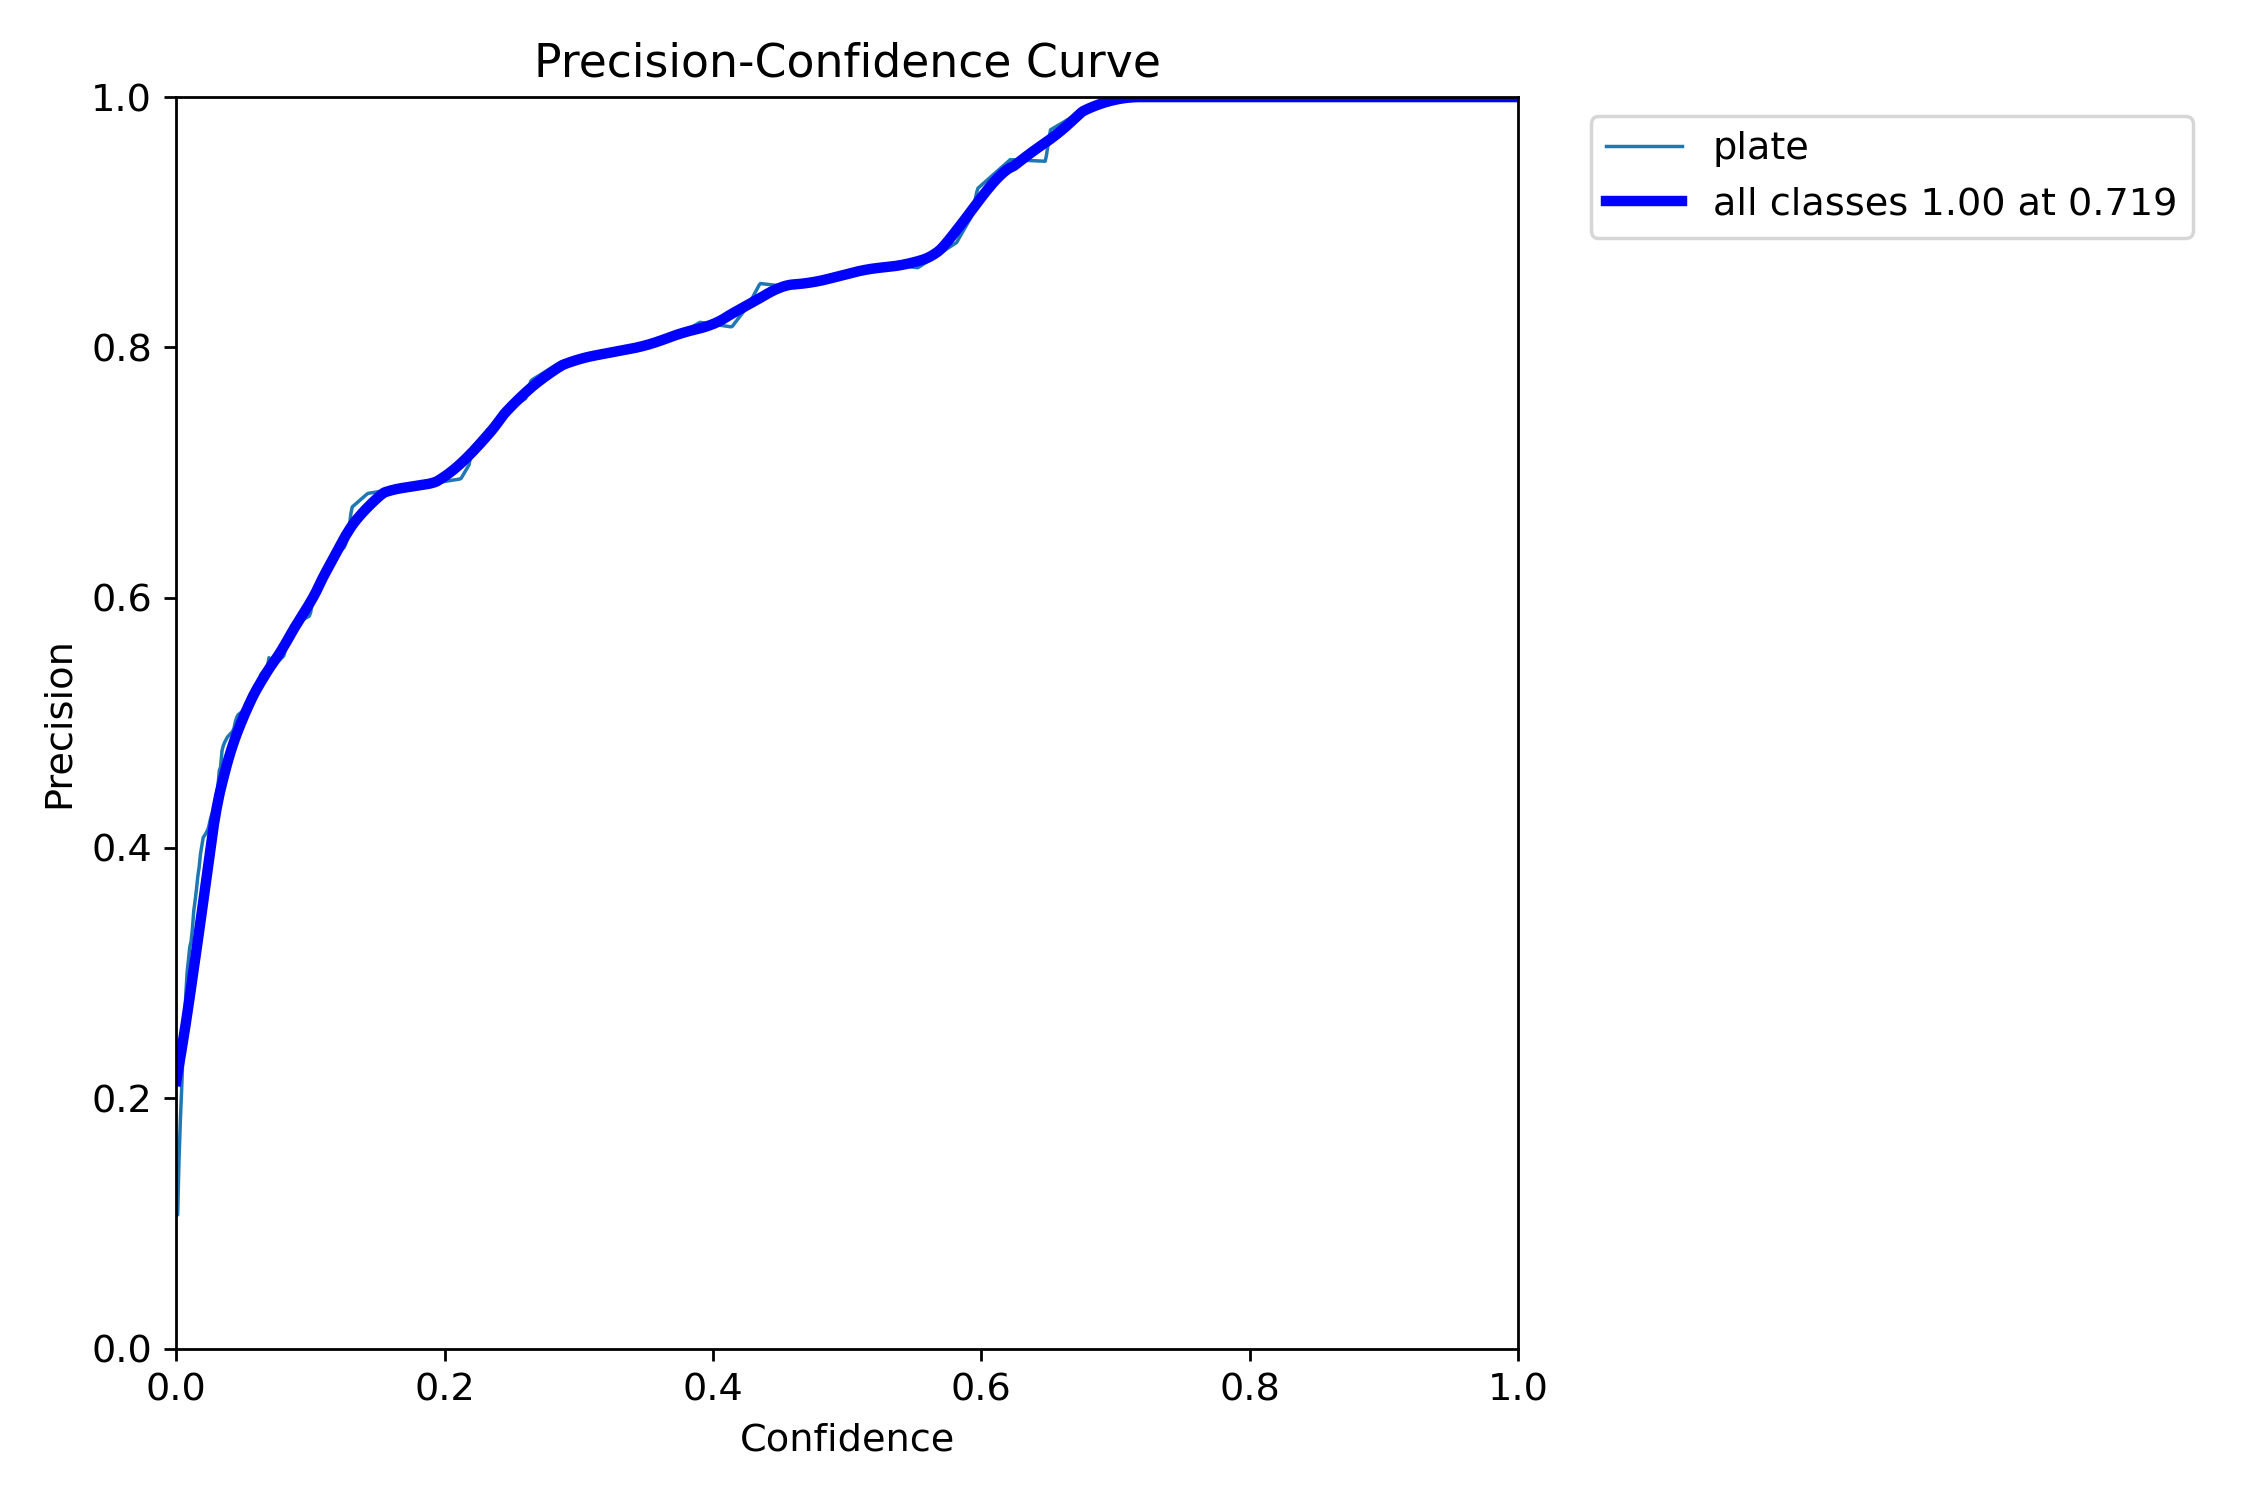 Precision-Confidence Curve
1.0
0.8
0.6
0.4
0.2
0.0
Precision
0.0 0.2 0.4 0.6 0.8 1.0
Confidence
plate
all classes 1.00 at 0.719